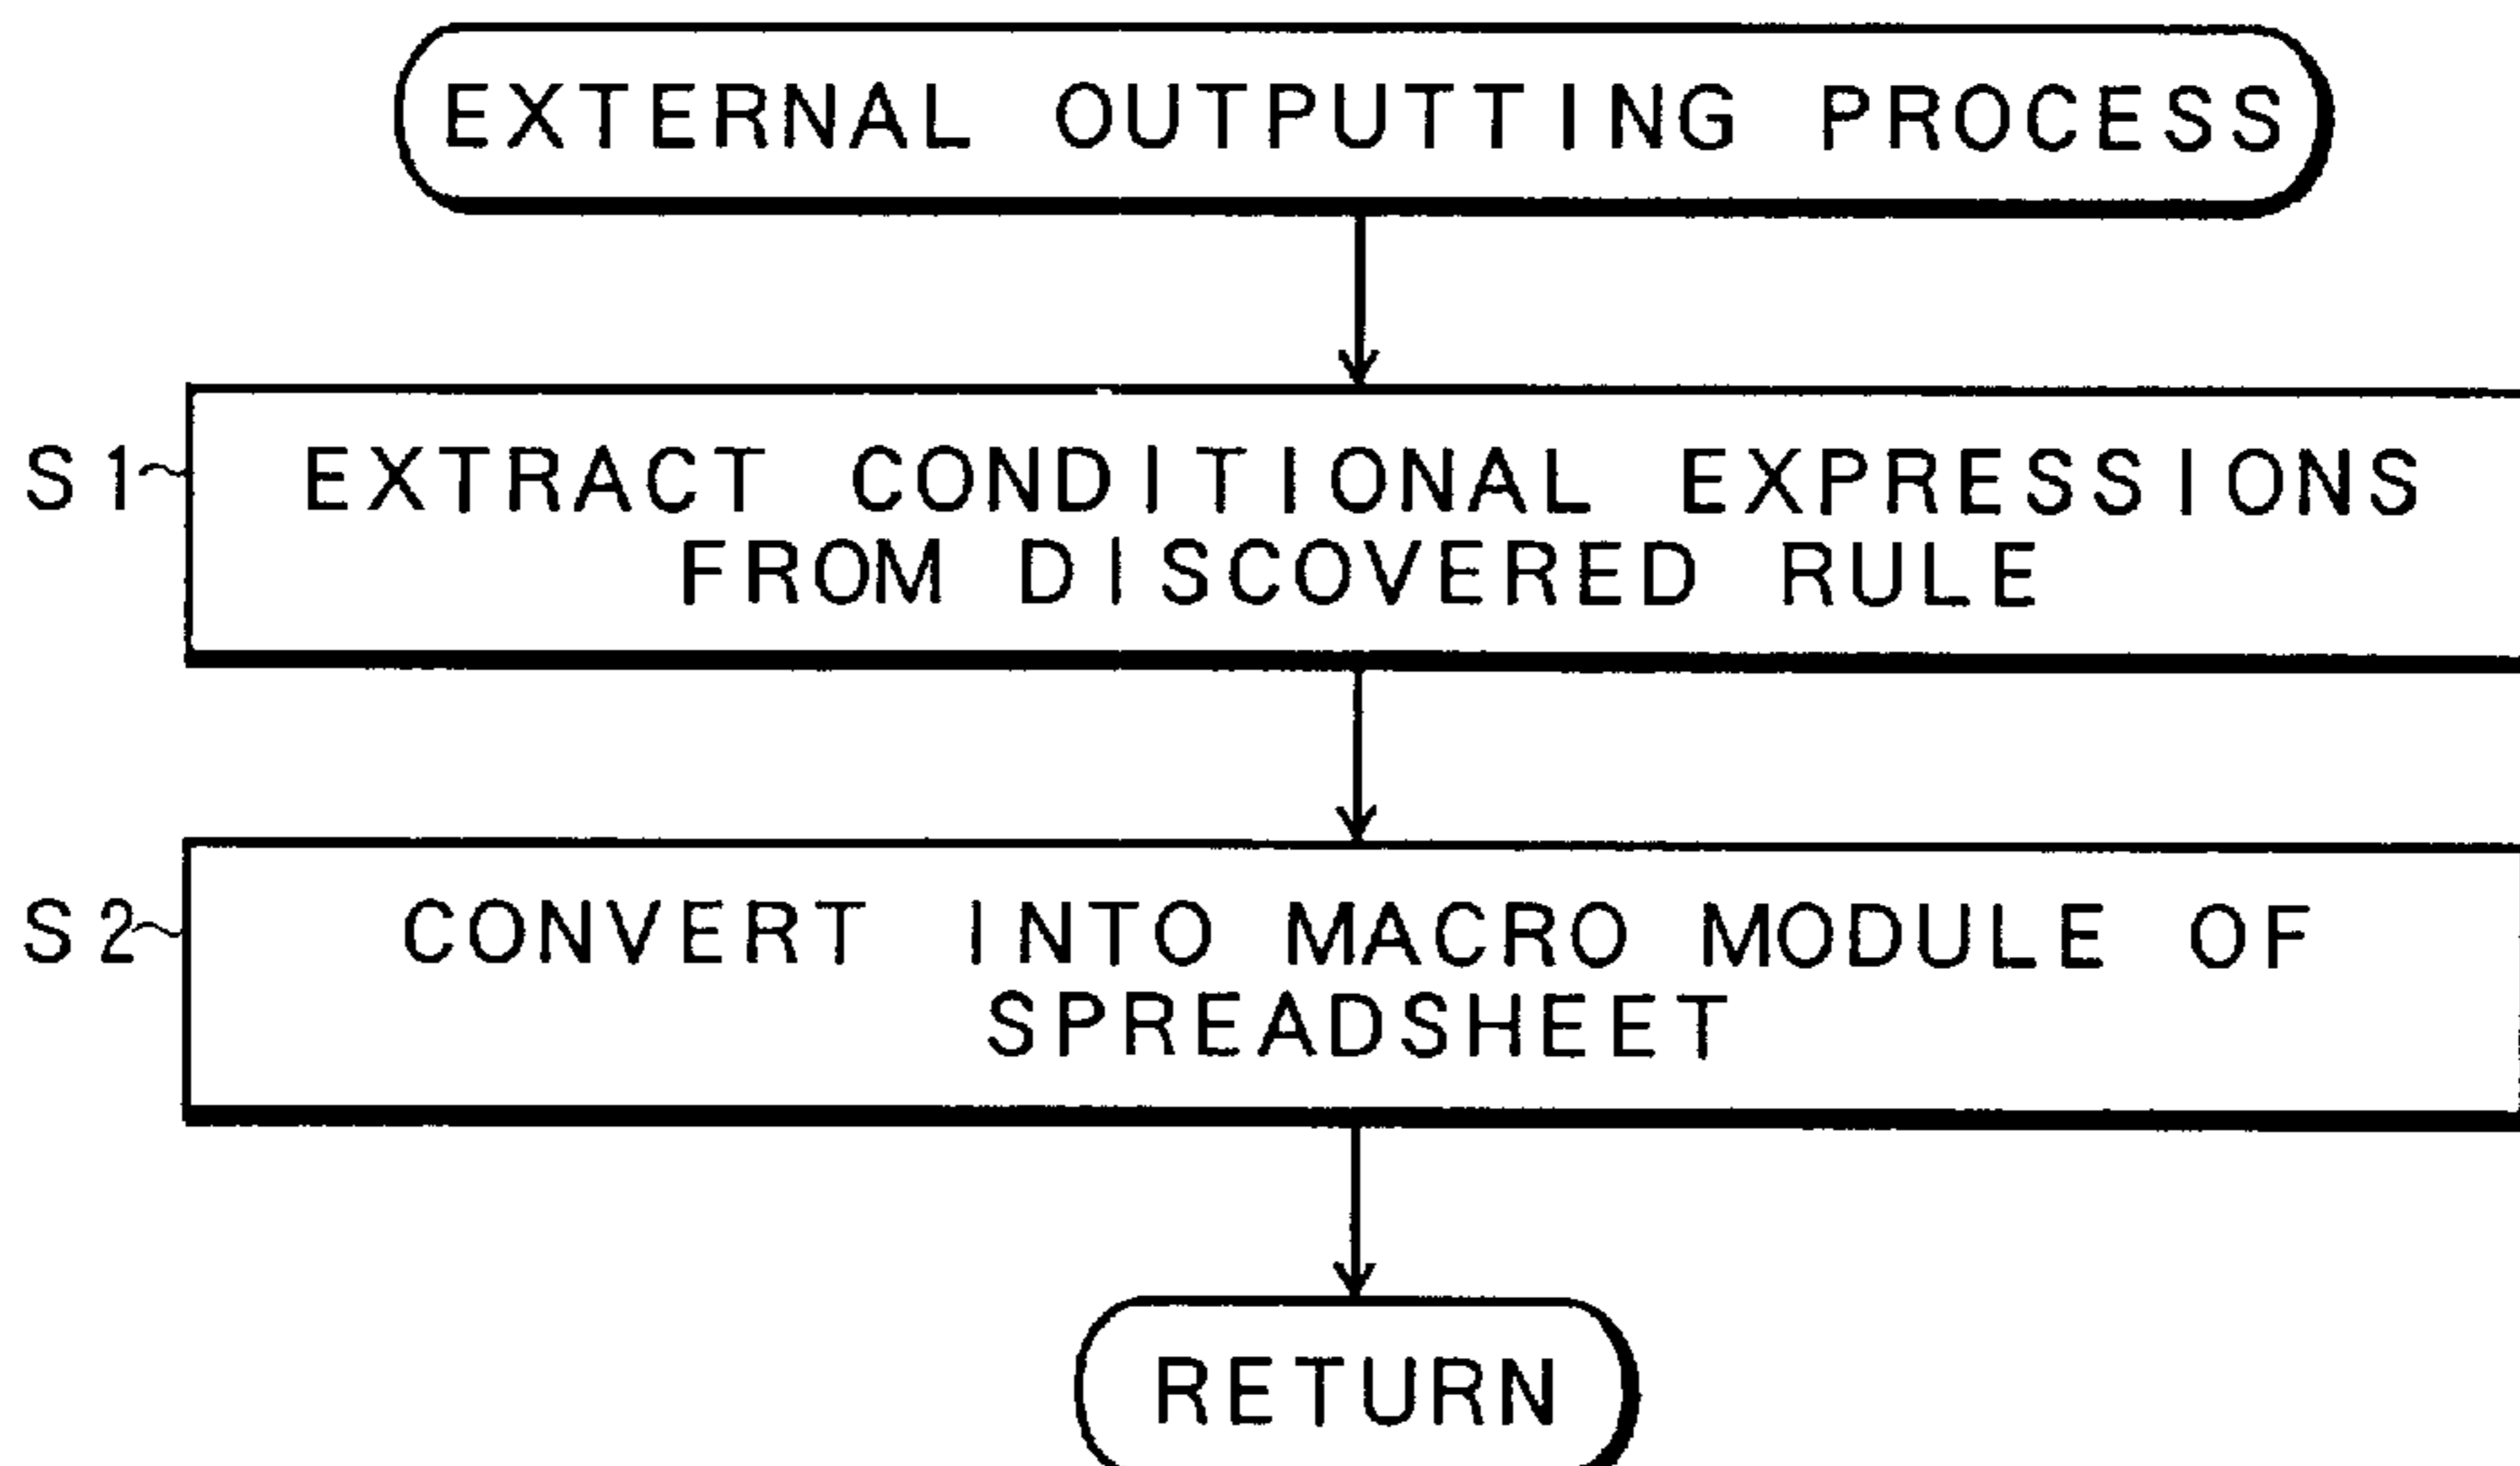 EXTERNAL OUTPUTTING PROCESS
S1
EXTRACT CONDITIONAL EXPRESSIONS
FROM DISCOVERED RULE
S2
CONVERT INTO MACRO MODULE OF
SPREADSHEET
RETURN